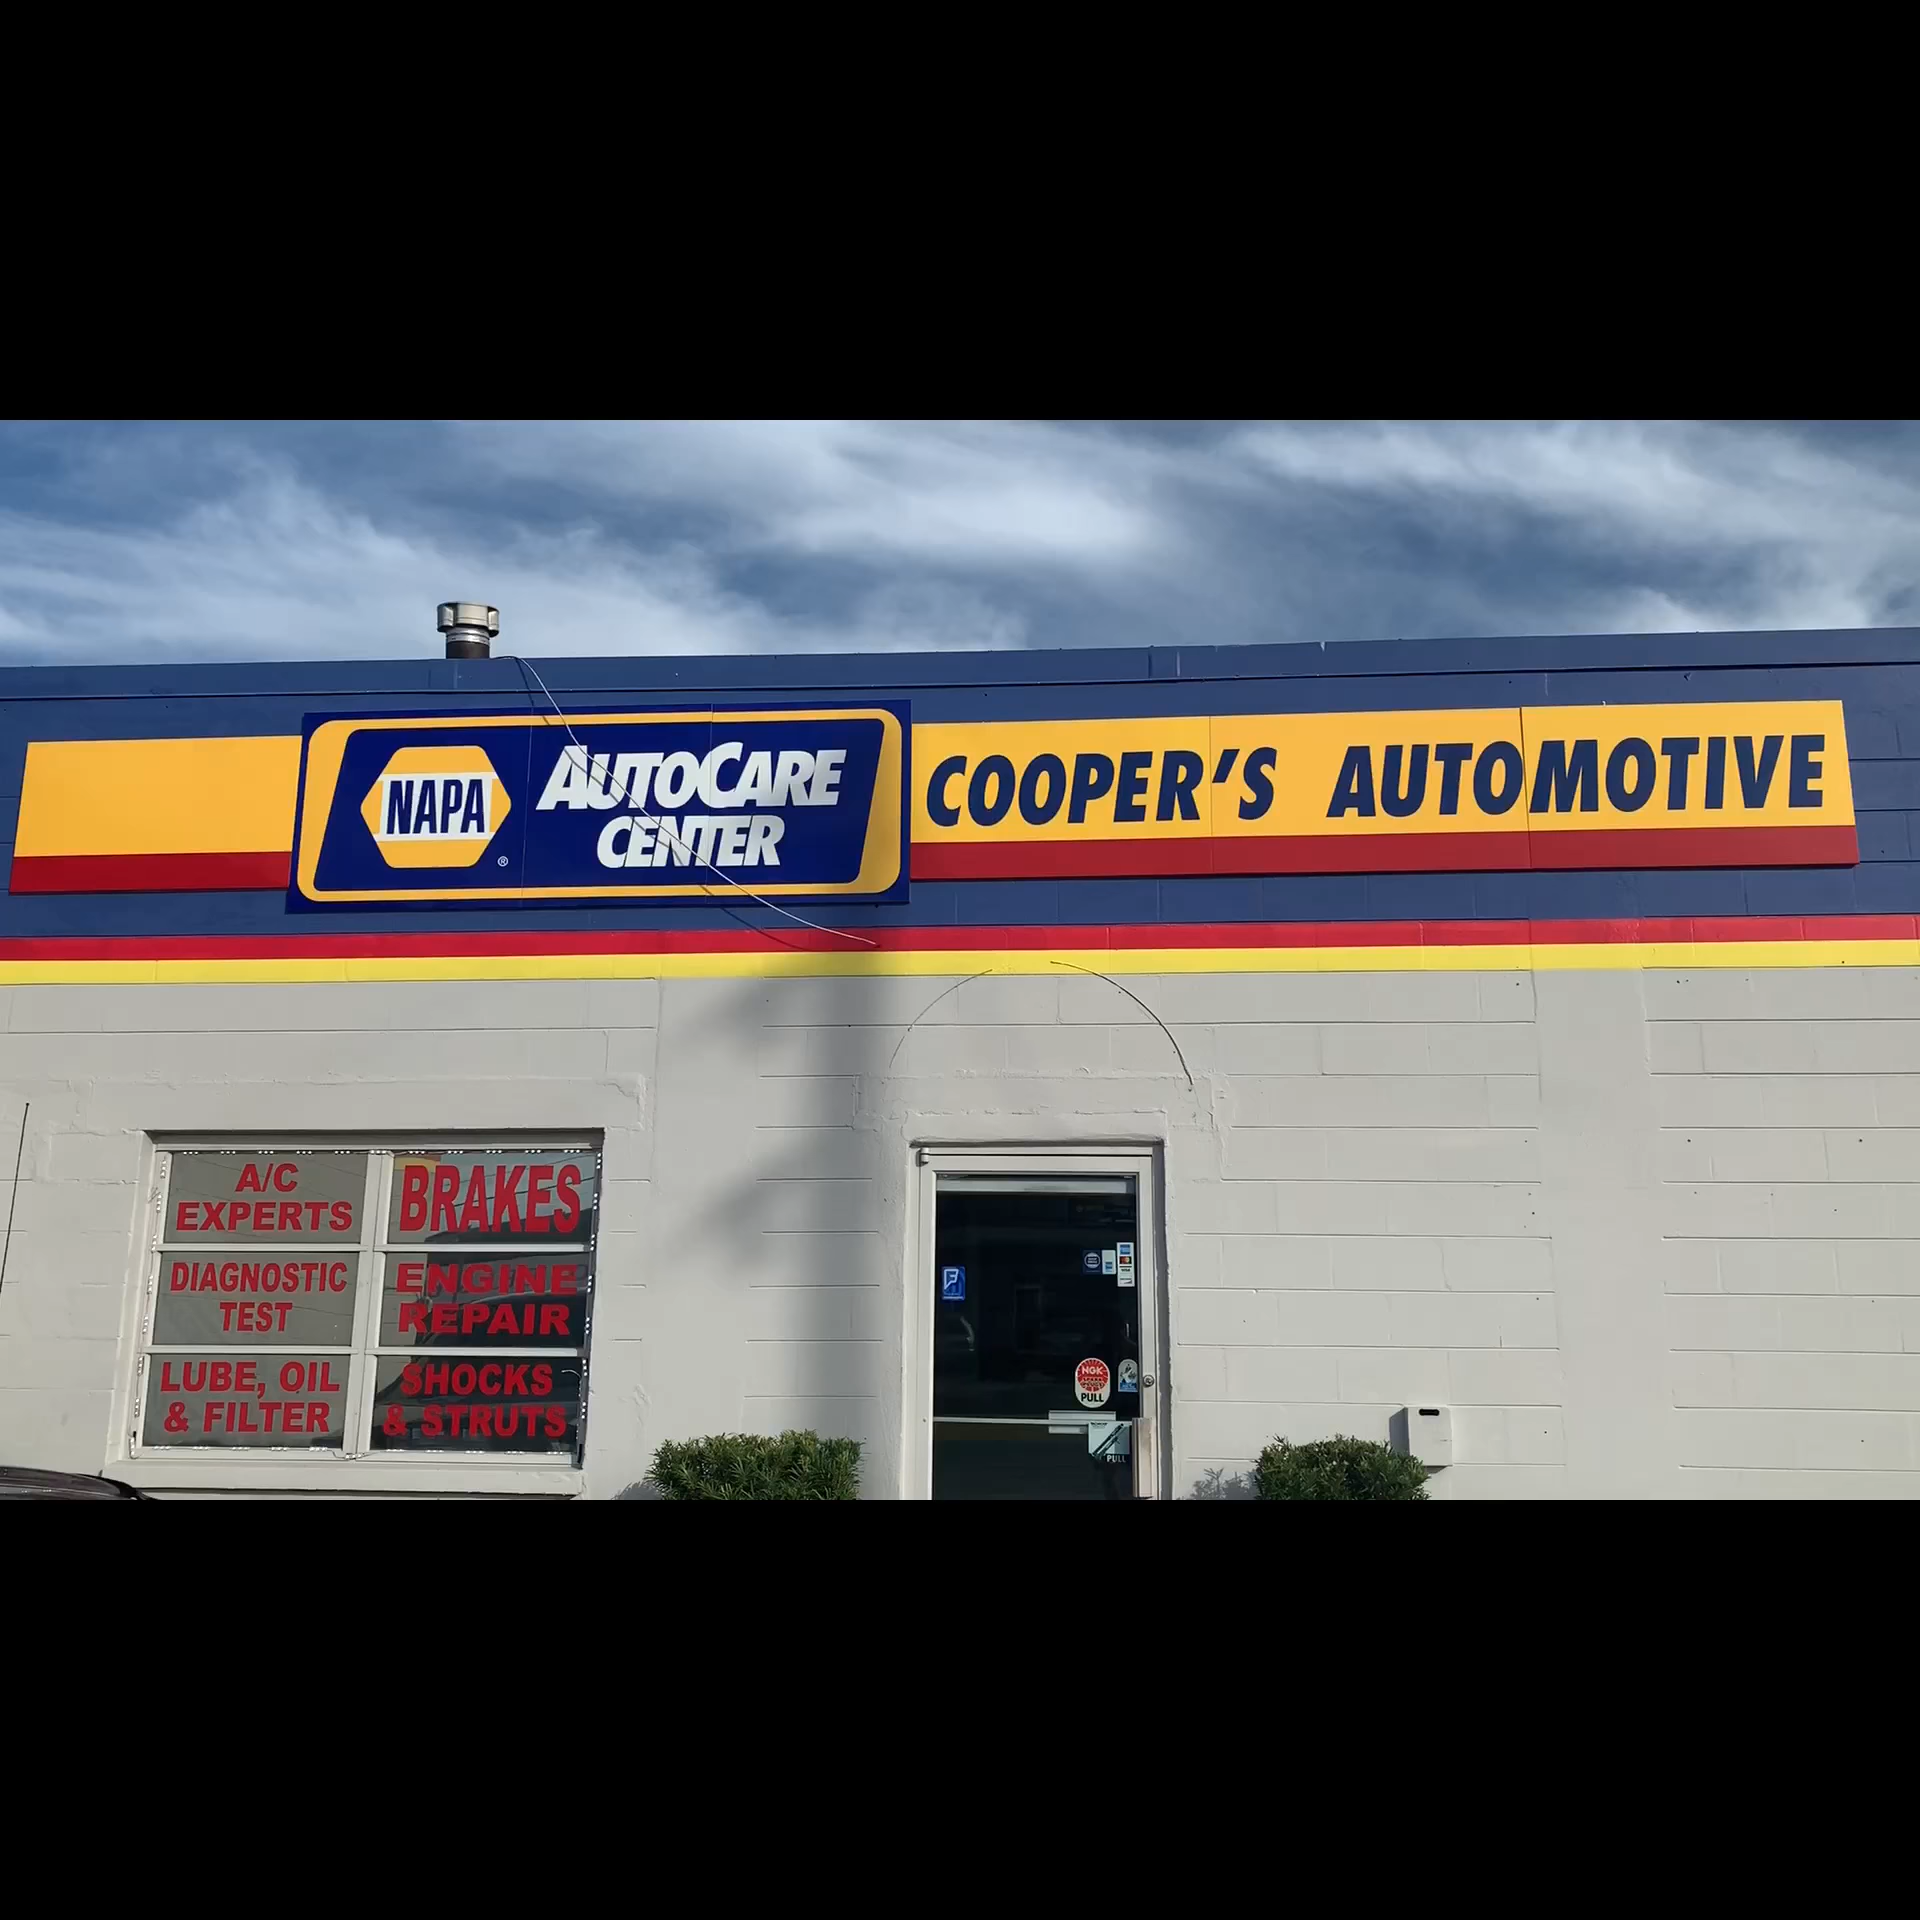 NAPA
®
AUTOCARE
CENTER
COOPER'S AUTOMOTIVE
A/C
EXPERTS
BRAKES
DIAGNOSTIC
TEST
ENGINE
REPAIR
LUBE, OIL
& FILTER
SHOCKS
& STRUTS
NGK
PULL
PULL